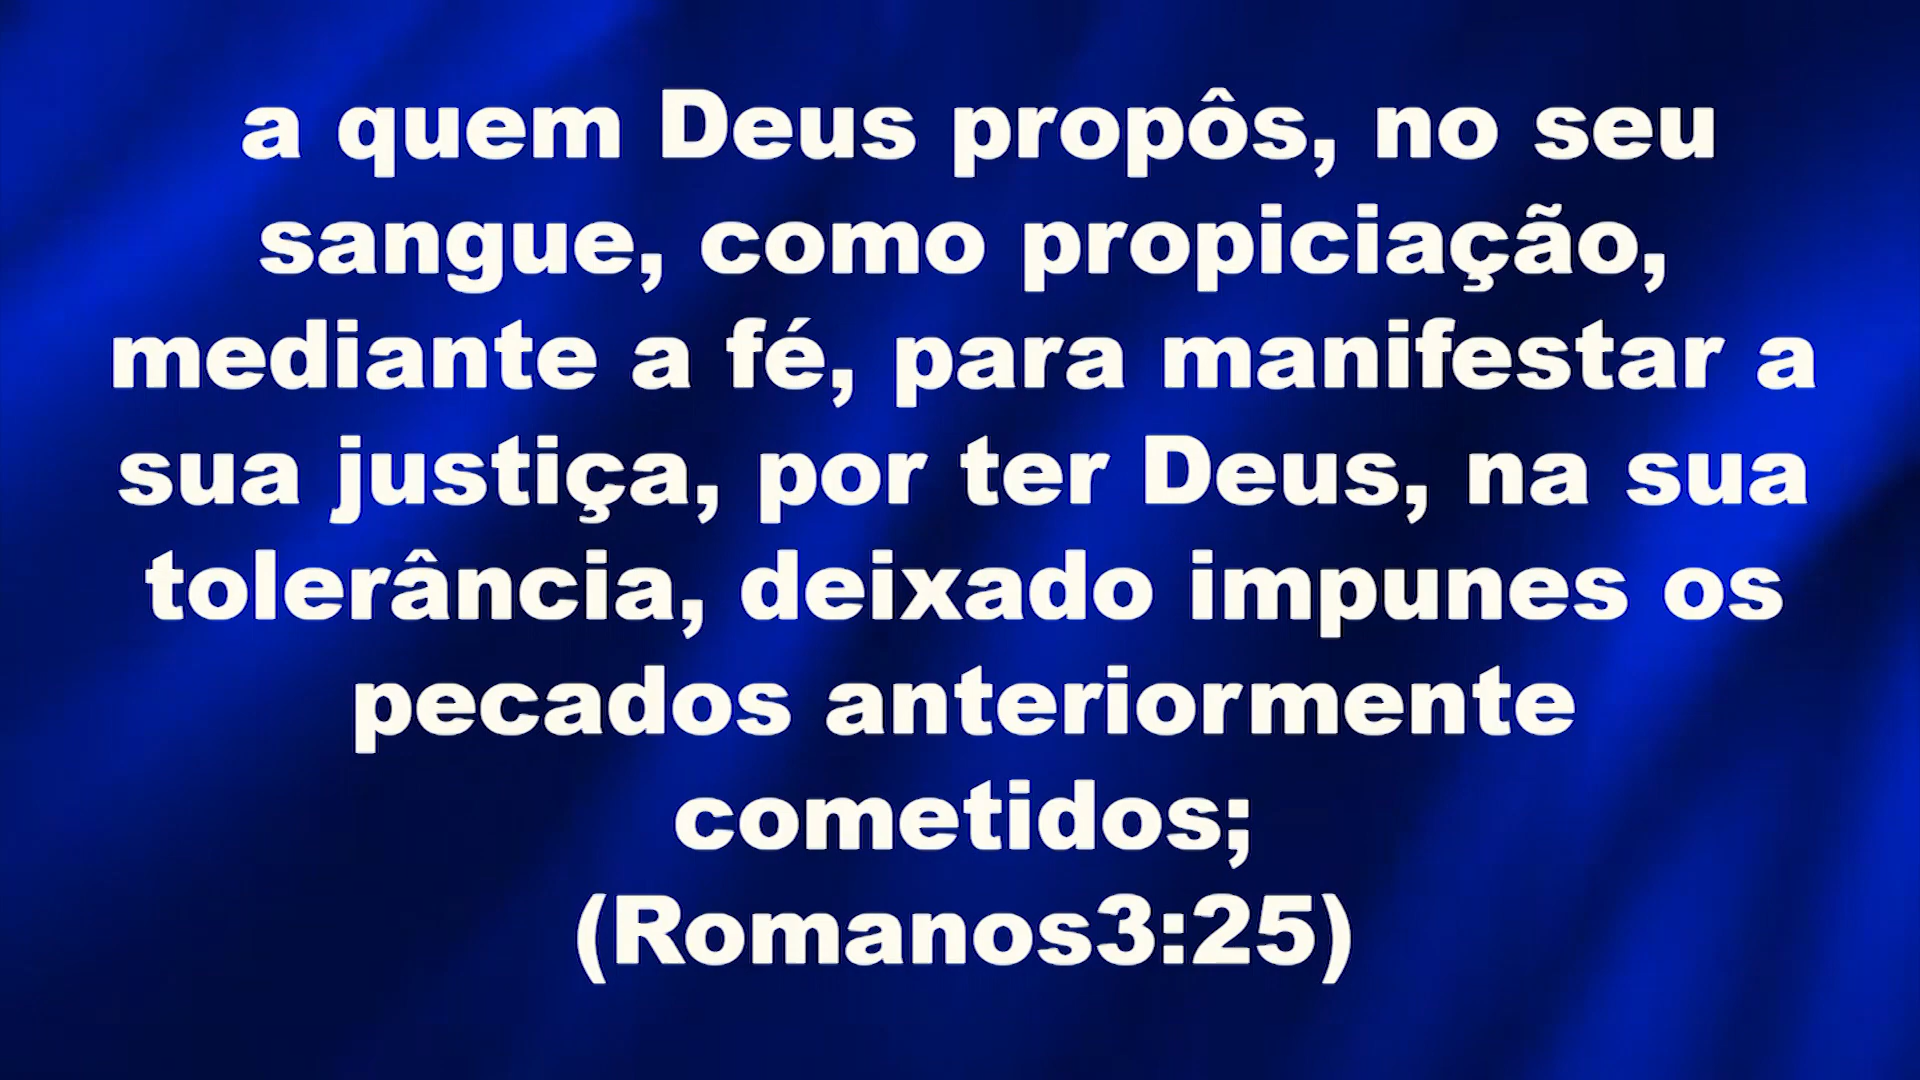 a quem Deus propôs, no seu
sangue, como propiciação,
mediante a fé, para manifestar a
sua justiça, por ter Deus, na sua
tolerância, deixado impunes os
pecados anteriormente
cometidos;
(Romanos3:25)